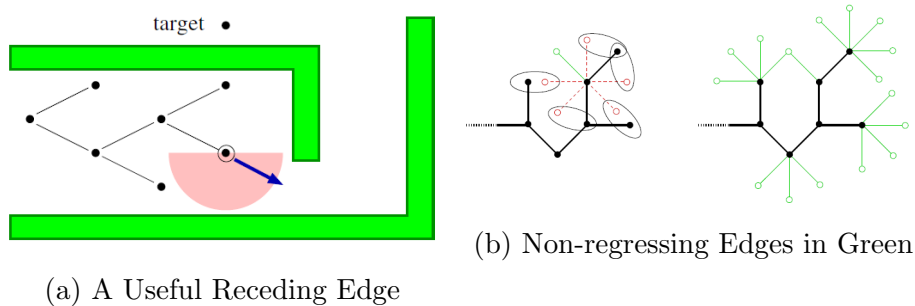 target
(a) A Useful Receding Edge
(b) Non-regressing Edges in Green